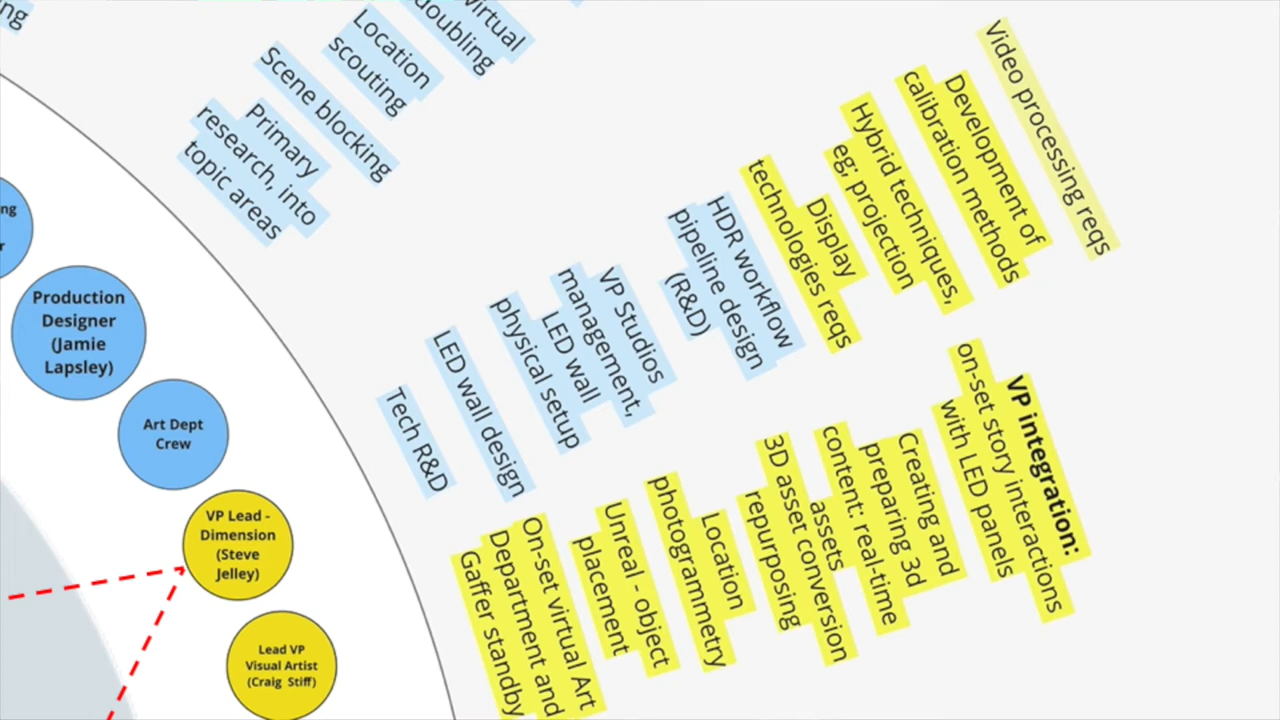 ng
virtual
doubling
Location
scouting
Scene blocking
Primary
research, into
topic areas
Video processing reqs
Development of
calibration methods
Hybrid techniques,
eg; projection
Display
technologies reqs
HDR workflow
pipeline design
(R&D)
VP Studios
management,
LED wall
physical setup
LED wall design
Tech R&D
VP integration:
on-set story interactions
with LED panels
Creating and
preparing 3d
content: real-time
assets
3D asset conversion
repurposing
Location
photogrammetry
Unreal - object
placement
On-set virtual Art
Department and
Gaffer standby
ng
r
Production
Designer
(Jamie
Lapsley)
Art Dept
Crew
VP Lead -
Dimension
(Steve
Jelley)
Lead VP
Visual Artist
(Craig Stiff)